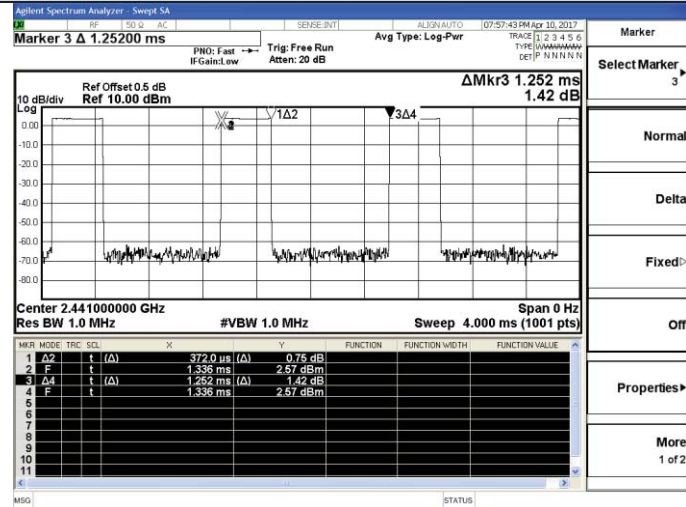 Agilent Spectrum Analyzer - Swept SA
RF 50 Ω AC SENSE:INT ALIGN AUTO 07:57:43 PM Apr 10, 2017
Marker 3 Δ 1.25200 ms
PNO: Fast
IFGain:Low
Trig: Free Run
Atten: 20 dB
Avg Type: Log-Pwr
TRACE 1 2 3 4 5 6
TYPE WWWWWW
DET P N N N N N
Ref Offset 0.5 dB
10 dB/div Ref 10.00 dBm
ΔMkr3 1.252 ms
1.42 dB
Log
1Δ2 3Δ4
0.00
-10.0
-20.0
-30.0
-40.0
-50.0
-60.0
-70.0
-80.0
Center 2.441000000 GHz Span 0 Hz
Res BW 1.0 MHz #VBW 1.0 MHz Sweep 4.000 ms (1001 pts)
MKR MODE TRC SCL X Y FUNCTION FUNCTION WIDTH FUNCTION VALUE
1 Δ2 t (Δ) 372.0 µs (Δ) 0.75 dB
2 F t 1.336 ms 2.57 dBm
3 Δ4 t (Δ) 1.252 ms (Δ) 1.42 dB
4 F t 1.336 ms 2.57 dBm
5
6
7
8
9
10
11
MSG STATUS
Marker
Select Marker
3
Normal
Delta
Fixed
Off
Properties
More
1 of 2